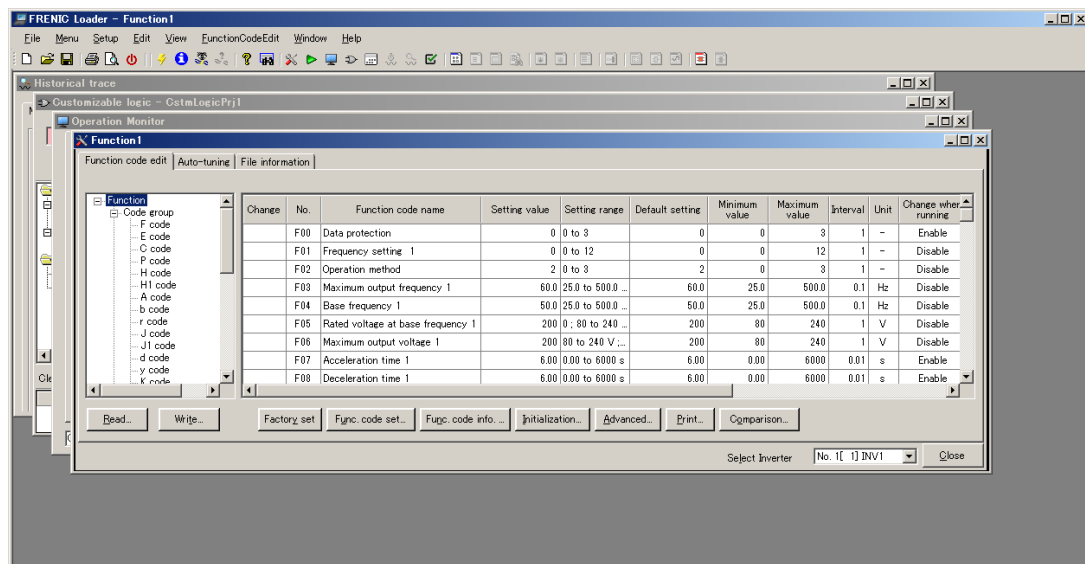 FRENIC Loader - Function1
File Menu Setup Edit View FunctionCodeEdit Window Help
Historical trace
Customizable logic - CstmLogicPrj1
Operation Monitor
Function1
Function code edit Auto-tuning File information
Function
Code group
F code
E code
C code
P code
H code
H1 code
A code
b code
r code
J code
J1 code
d code
y code
K code
Change No. Function code name Setting value Setting range Default setting Minimum value Maximum value Interval Unit Change when running
F00 Data protection 0 0 to 3 0 0 3 1 - Enable
F01 Frequency setting 1 0 0 to 12 0 0 12 1 - Disable
F02 Operation method 2 0 to 3 2 0 3 1 - Disable
F03 Maximum output frequency 1 60.0 25.0 to 500.0 ... 60.0 25.0 500.0 0.1 Hz Disable
F04 Base frequency 1 50.0 25.0 to 500.0 ... 50.0 25.0 500.0 0.1 Hz Disable
F05 Rated voltage at base frequency 1 200 0 ; 80 to 240 ... 200 80 240 1 V Disable
F06 Maximum output voltage 1 200 80 to 240 V ;... 200 80 240 1 V Disable
F07 Acceleration time 1 6.00 0.00 to 6000 s 6.00 0.00 6000 0.01 s Enable
F08 Deceleration time 1 6.00 0.00 to 6000 s 6.00 0.00 6000 0.01 s Enable
Cle
Read... Write... Factory set Func. code set... Func. code info. ... Initialization... Advanced... Print... Comparison...
Select Inverter No. 1[ 1] INV1 Close